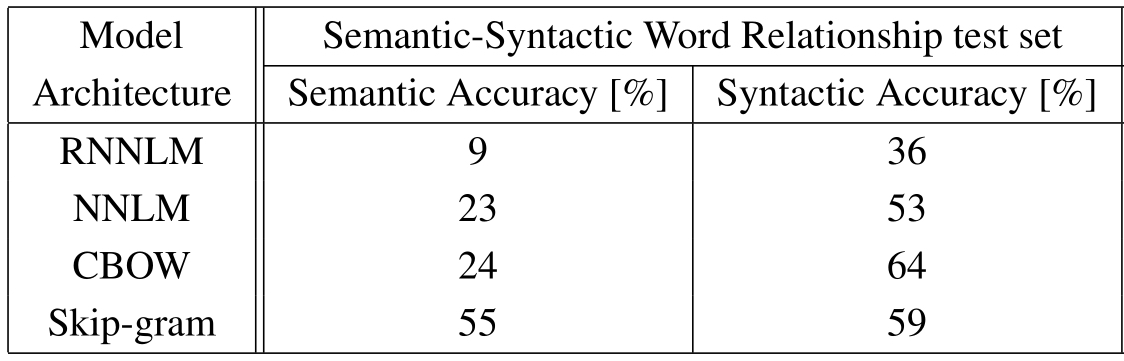 Model Architecture Semantic-Syntactic Word Relationship test set
Semantic Accuracy [%] Syntactic Accuracy [%]
RNNLM 9 36
NNLM 23 53
CBOW 24 64
Skip-gram 55 59